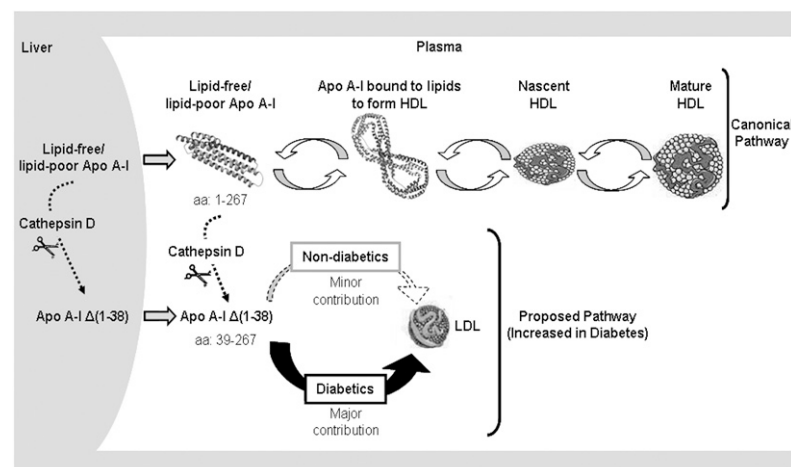 Liver
Plasma
Lipid-free/
lipid-poor Apo A-I
Apo A-I bound to lipids
to form HDL
Nascent
HDL
Mature
HDL
Canonical
Pathway
Lipid-free/
lipid-poor Apo A-I
aa: 1-267
Cathepsin D
Cathepsin D
Non-diabetics
Minor
contribution
Apo A-I Δ(1-38)
Apo A-I Δ(1-38)
aa: 39-267
LDL
Proposed Pathway
(Increased in Diabetes)
Diabetics
Major
contribution